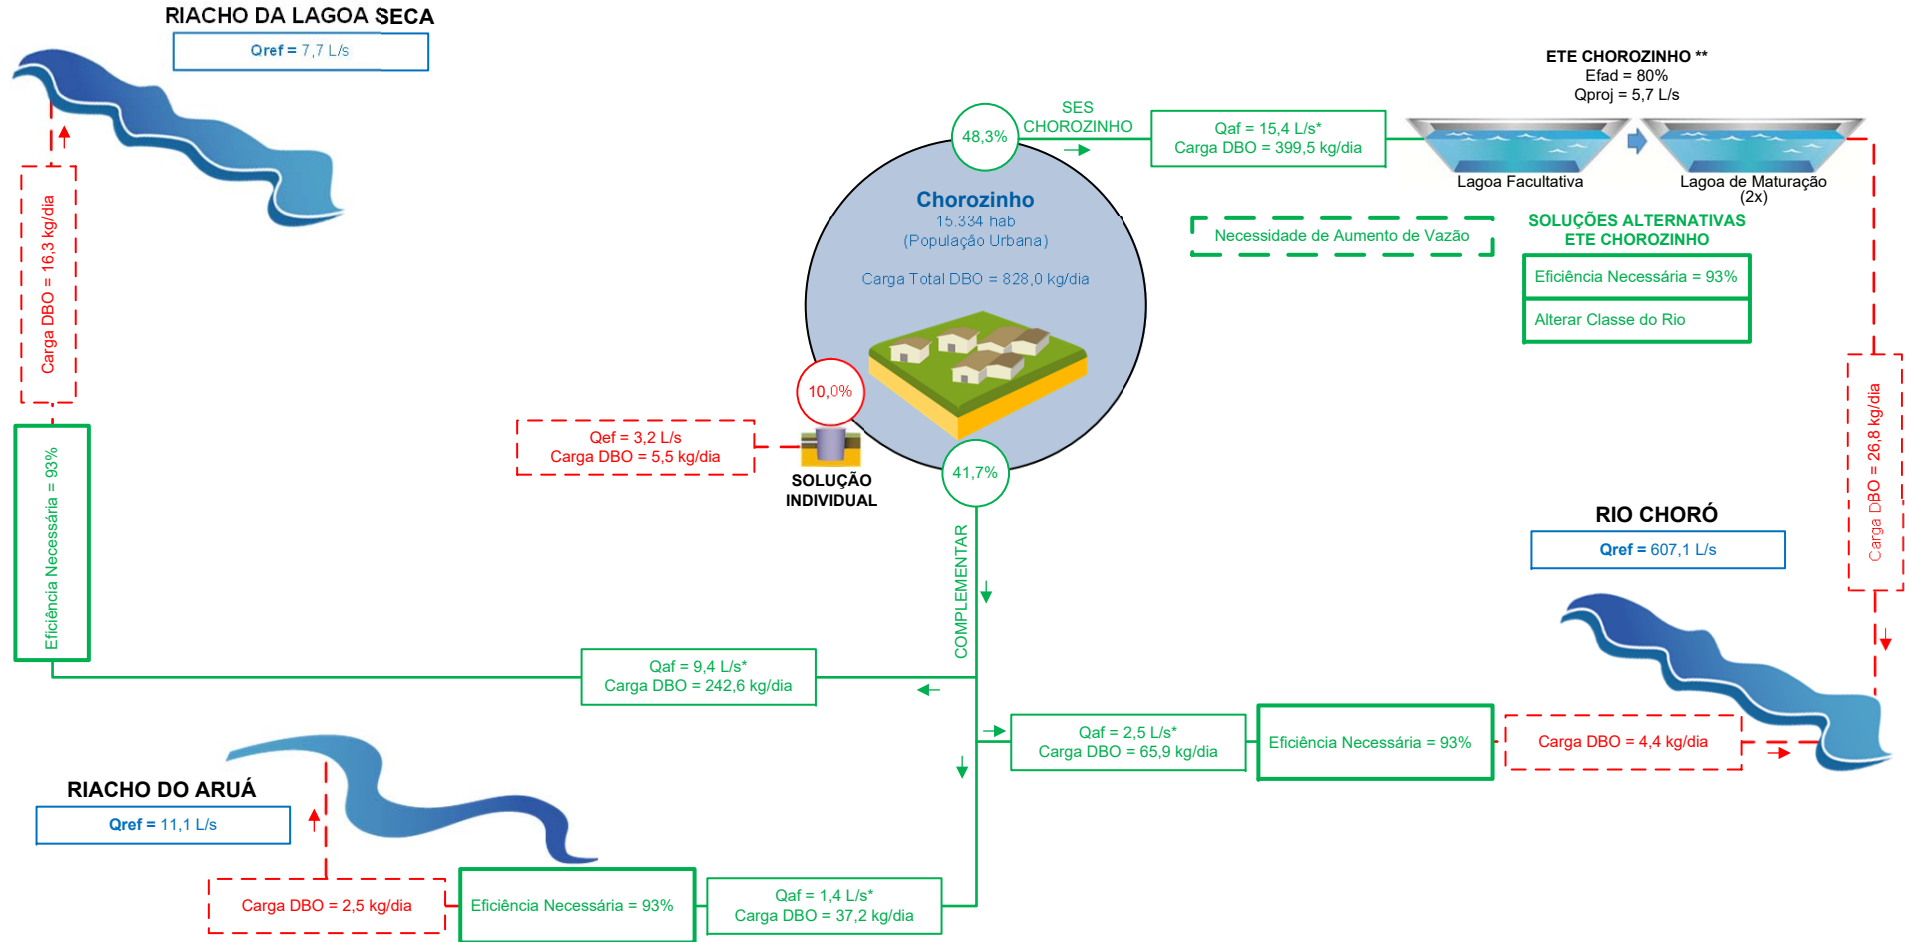 RIACHO DA LAGOA SECA
Qref = 7,7 L/s
Carga DBO = 16,3 kg/dia
Eficiência Necessária = 93%
48,3%
SES
CHOROZINHO
Qaf = 15,4 L/s*
Carga DBO = 399,5 kg/dia
ETE CHOROZINHO **
Efad = 80%
Qproj = 5,7 L/s
Lagoa Facultativa
Lagoa de Maturação
(2x)
Necessidade de Aumento de Vazão
SOLUÇÕES ALTERNATIVAS
ETE CHOROZINHO
Eficiência Necessária = 93%
Alterar Classe do Rio
Chorozinho
15.334 hab
(População Urbana)
Carga Total DBO = 828,0 kg/dia
10,0%
Qef = 3,2 L/s
Carga DBO = 5,5 kg/dia
SOLUÇÃO
INDIVIDUAL
41,7%
COMPLEMENTAR
Carga DBO = 26,8 kg/dia
RIO CHORÓ
Qref = 607,1 L/s
Qaf = 9,4 L/s*
Carga DBO = 242,6 kg/dia
Qaf = 2,5 L/s*
Carga DBO = 65,9 kg/dia
Eficiência Necessária = 93%
Carga DBO = 4,4 kg/dia
RIACHO DO ARUÁ
Qref = 11,1 L/s
Carga DBO = 2,5 kg/dia
Eficiência Necessária = 93%
Qaf = 1,4 L/s*
Carga DBO = 37,2 kg/dia